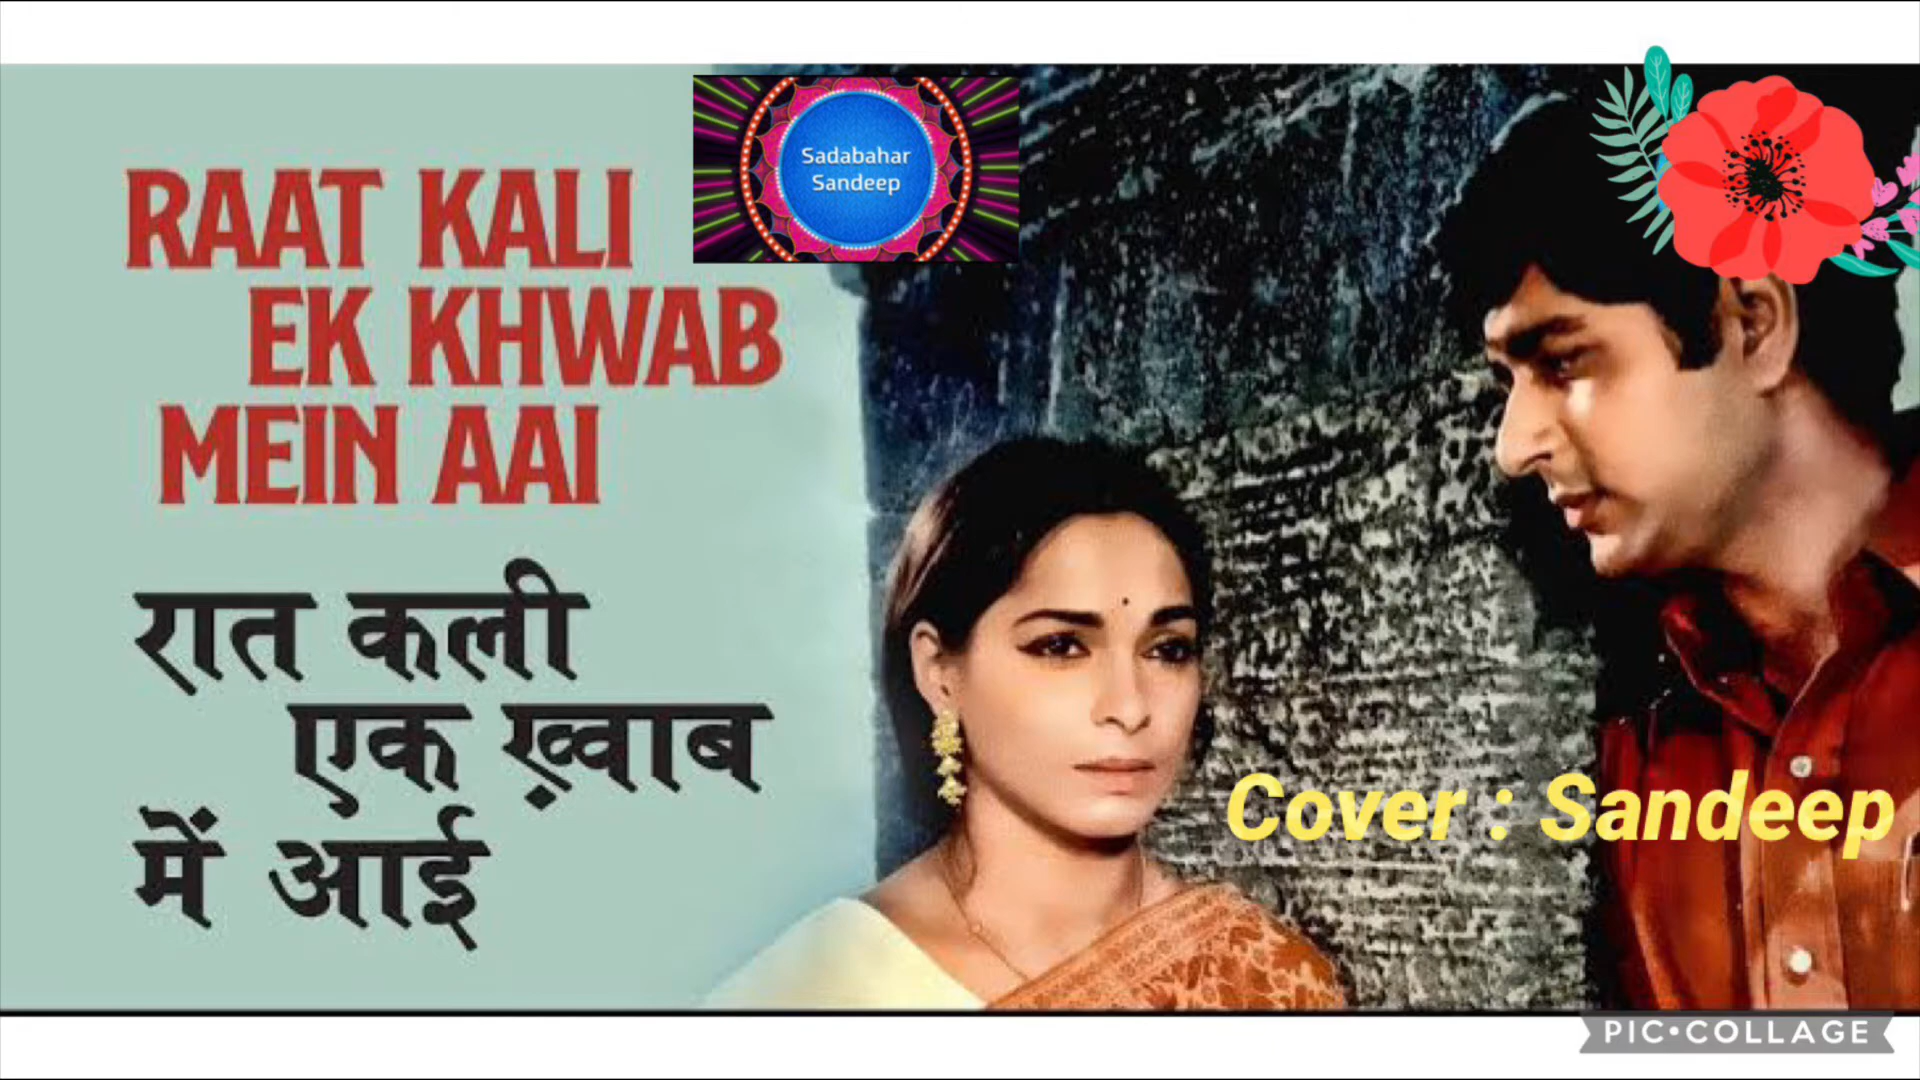 RAAT KALI
EK KHWAB
MEIN AAI
रात कली
एक ख़्वाब
में आई
Sadabahar
Sandeep
Cover : Sandeep
PIC•COLLAGE